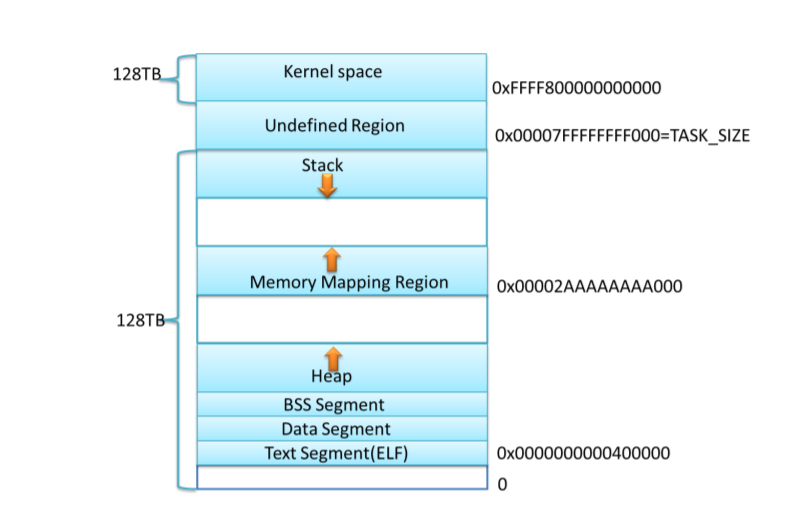 128TB
Kernel space
0xFFFF800000000000
Undefined Region
0x00007FFFFFFFF000=TASK_SIZE
Stack
Memory Mapping Region
0x00002AAAAAAAA000
128TB
Heap
BSS Segment
Data Segment
Text Segment(ELF)
0x0000000000400000
0